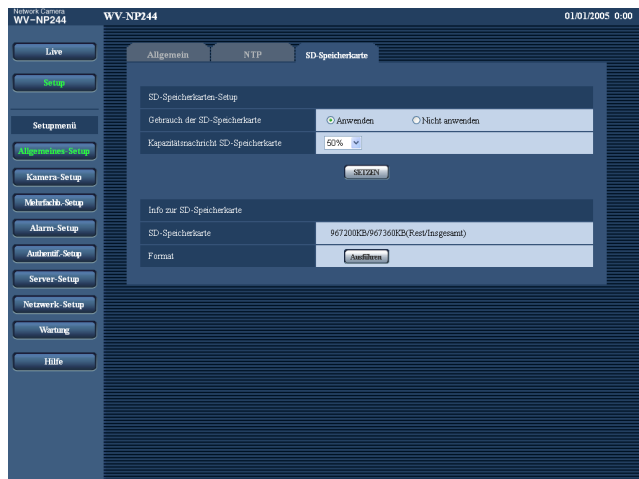 Network Camera
WV-NP244
WV-NP244
01/01/2005 0:00
Live
Setup
Setupmenü
Allgemeines-Setup
Kamera-Setup
Mehrfachb.-Setup
Alarm-Setup
Authentif.-Setup
Server-Setup
Netzwerk-Setup
Wartung
Hilfe
Allgemein NTP SD-Speicherkarte
SD-Speicherkarten-Setup
Gebrauch der SD-Speicherkarte Anwenden Nicht anwenden
Kapazitätsnachricht SD-Speicherkarte 50%
SETZEN
Info zur SD-Speicherkarte
SD-Speicherkarte 967200KB/967360KB(Rest/Insgesamt)
Format Ausführen